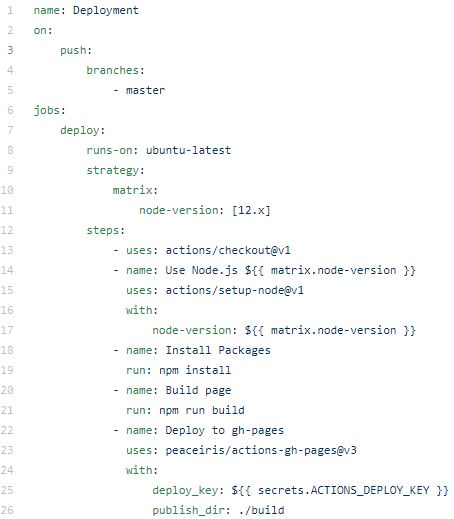 1 name: Deployment
2 on:
3     push:
4         branches:
5             - master
6 jobs:
7     deploy:
8         runs-on: ubuntu-latest
9         strategy:
10             matrix:
11                 node-version: [12.x]
12         steps:
13             - uses: actions/checkout@v1
14             - name: Use Node.js ${{ matrix.node-version }}
15               uses: actions/setup-node@v1
16               with:
17                   node-version: ${{ matrix.node-version }}
18             - name: Install Packages
19               run: npm install
20             - name: Build page
21               run: npm run build
22             - name: Deploy to gh-pages
23               uses: peaceiris/actions-gh-pages@v3
24               with:
25                   deploy_key: ${{ secrets.ACTIONS_DEPLOY_KEY }}
26                   publish_dir: ./build